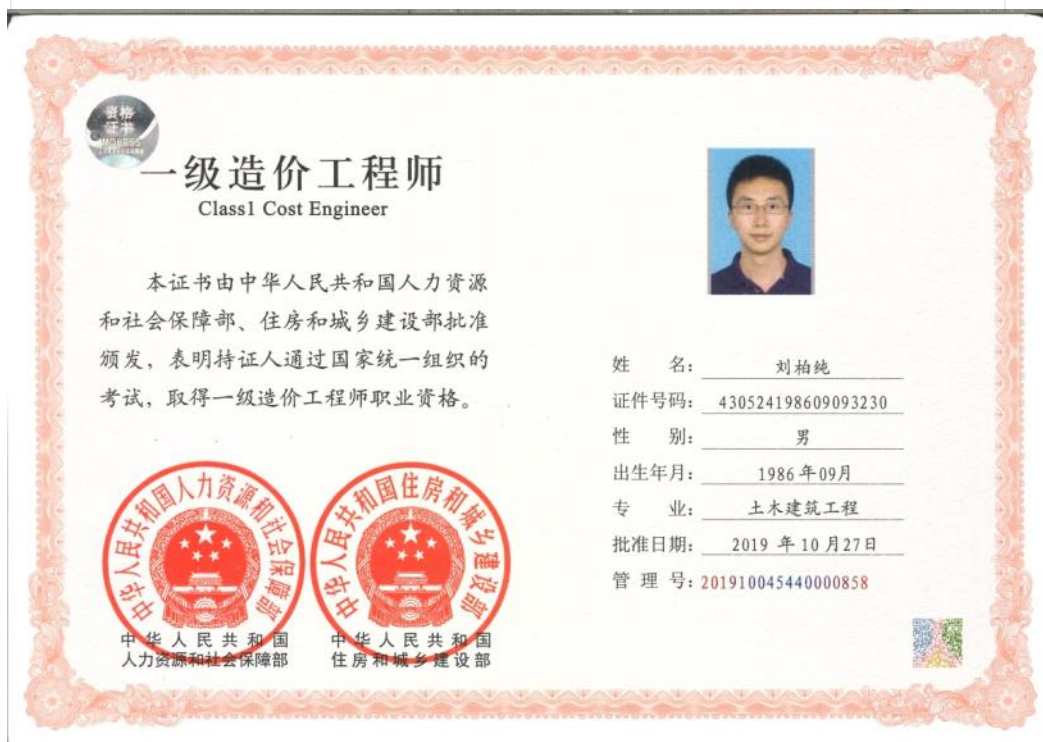 资格
证书
MOHRSS
一级造价工程师
Class1 Cost Engineer
本证书由中华人民共和国人力资源
和社会保障部、住房和城乡建设部批准
颁发，表明持证人通过国家统一组织的
考试，取得一级造价工程师职业资格。
姓 名： 刘柏纯
证件号码： 430524198609093230
性 别： 男
出生年月： 1986年09月
专 业： 土木建筑工程
批准日期： 2019 年 10月27日
管 理 号：201910045440000858
中华人民共和国人力资源和社会保障部
中华人民共和国住房和城乡建设部
中华人民共和国
人力资源和社会保障部
中华人民共和国
住房和城乡建设部